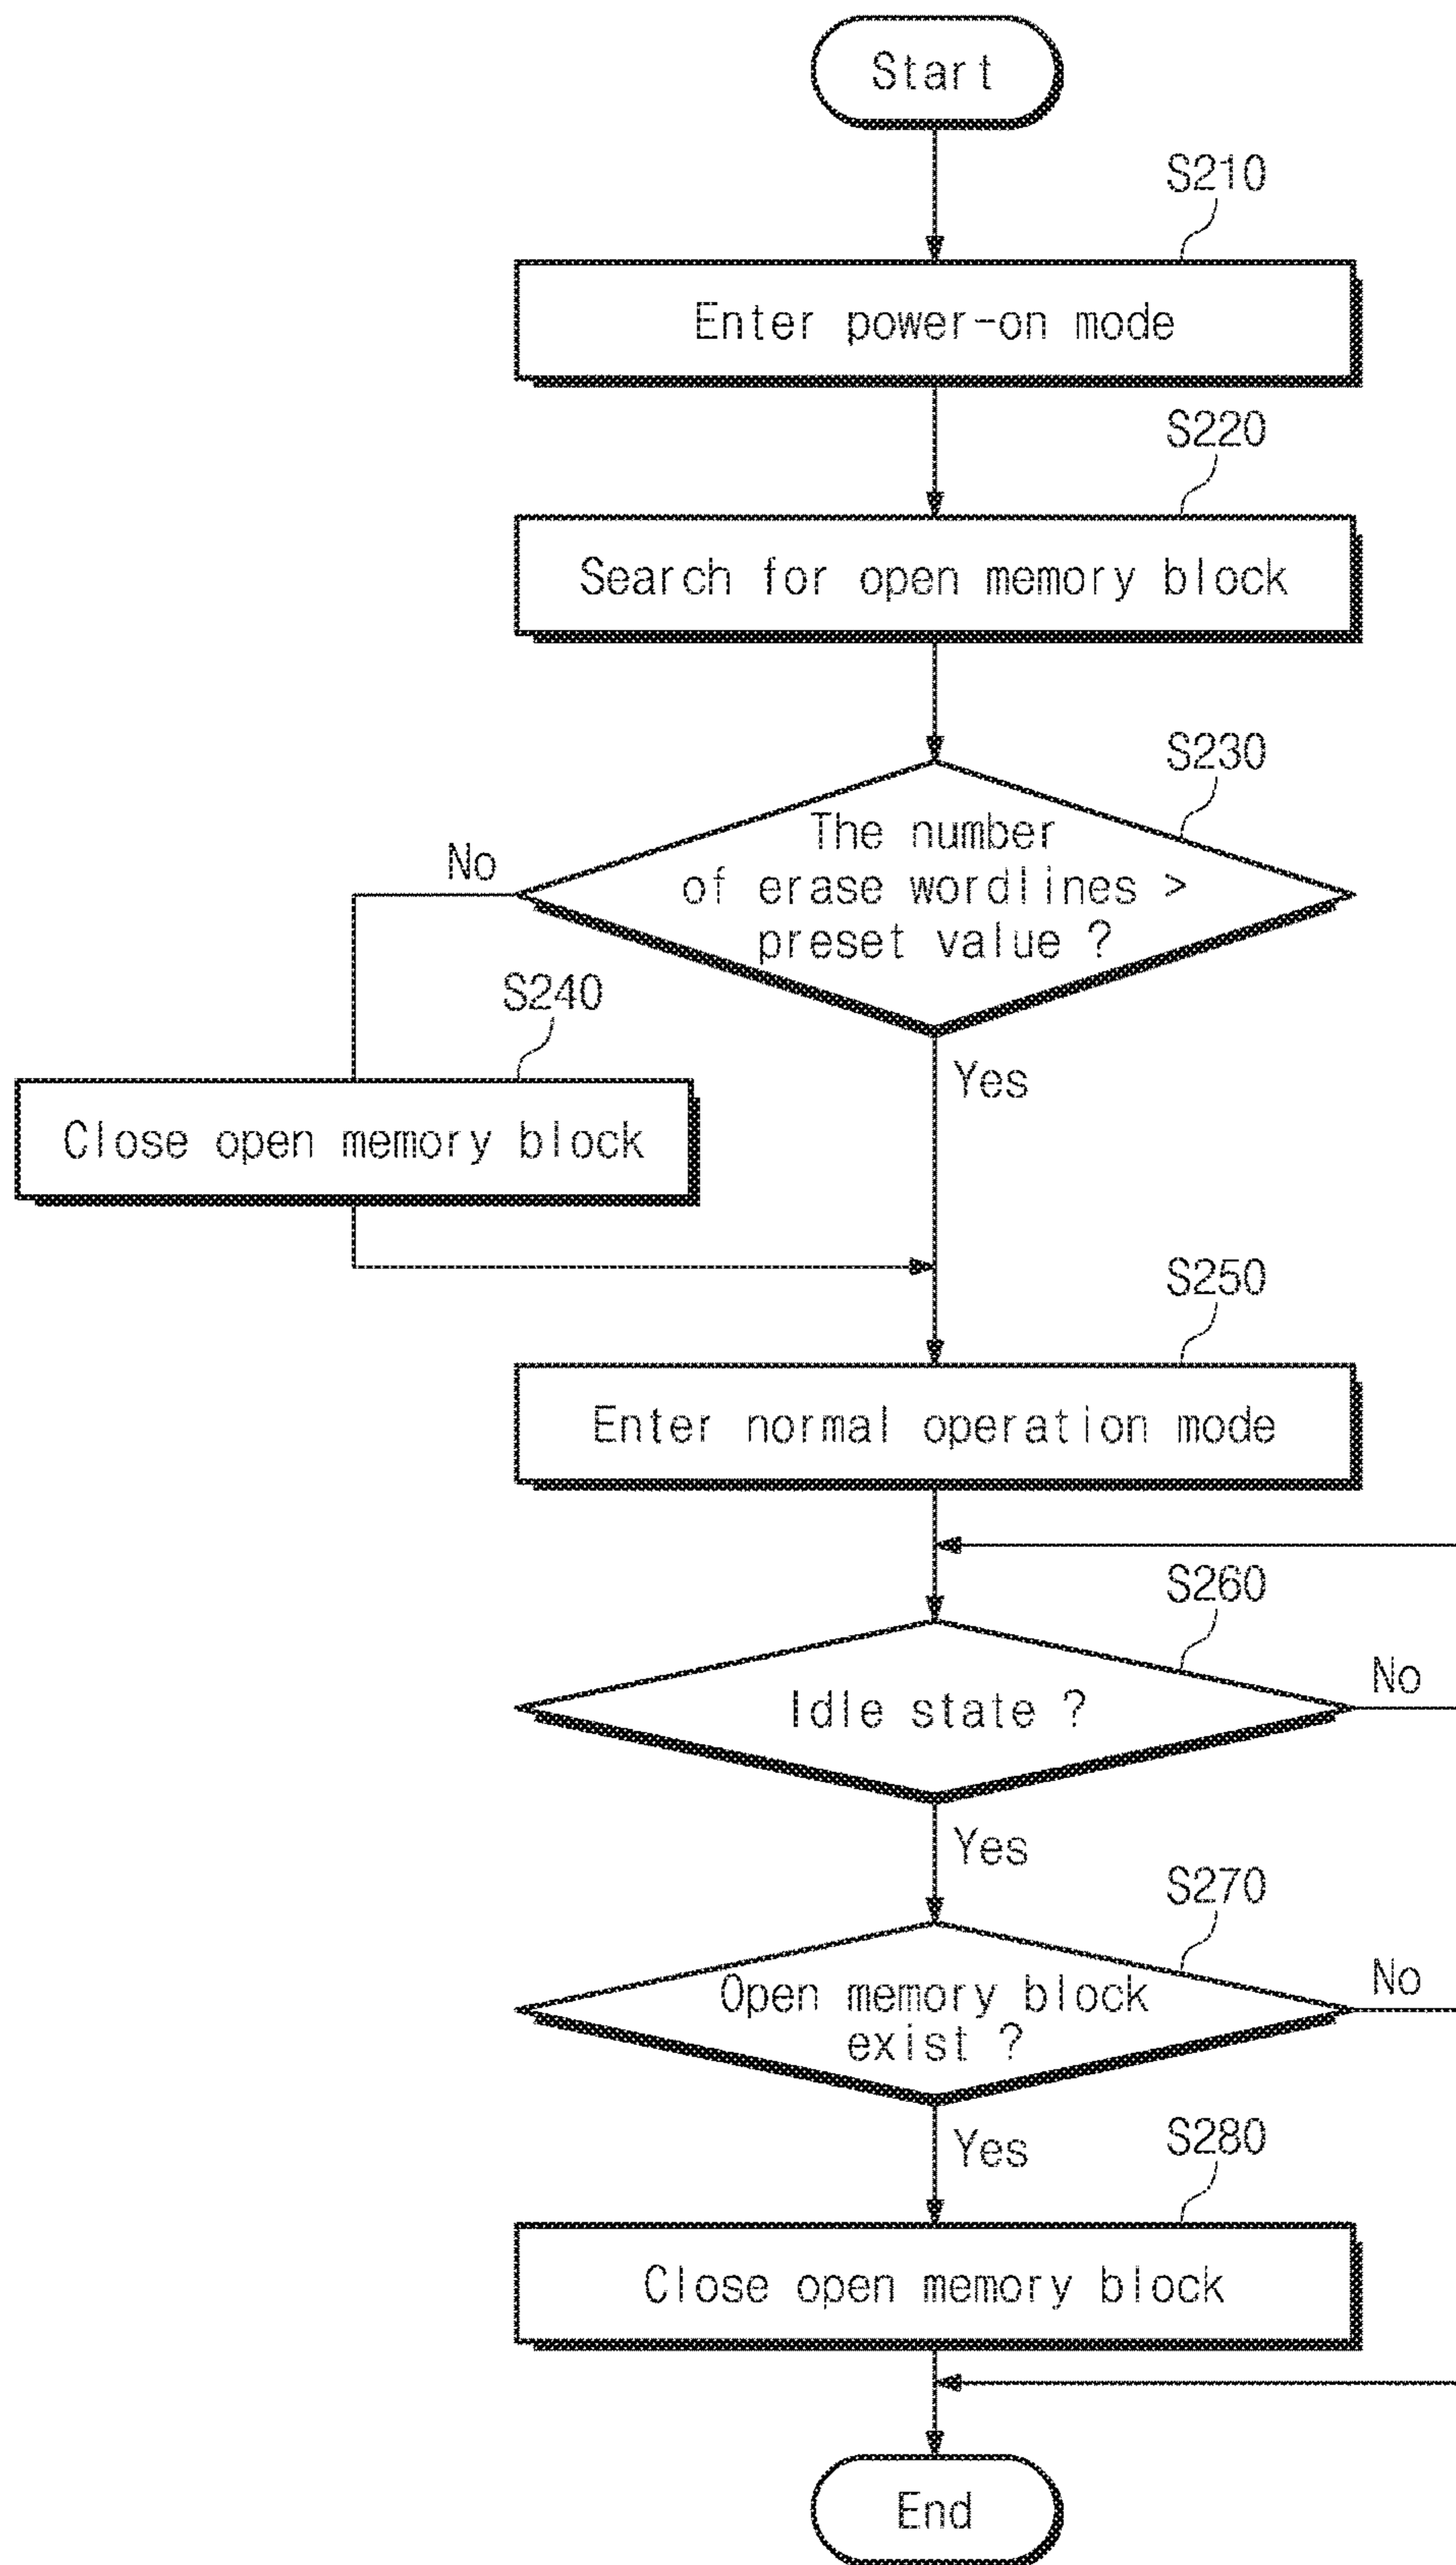 Start
S210
Enter power-on mode
S220
Search for open memory block
S230
The number
of erase wordlines >
preset value ?
No
S240
Yes
Close open memory block
S250
Enter normal operation mode
S260
Idle state ?
No
Yes
S270
Open memory block
exist ?
No
Yes
S280
Close open memory block
End